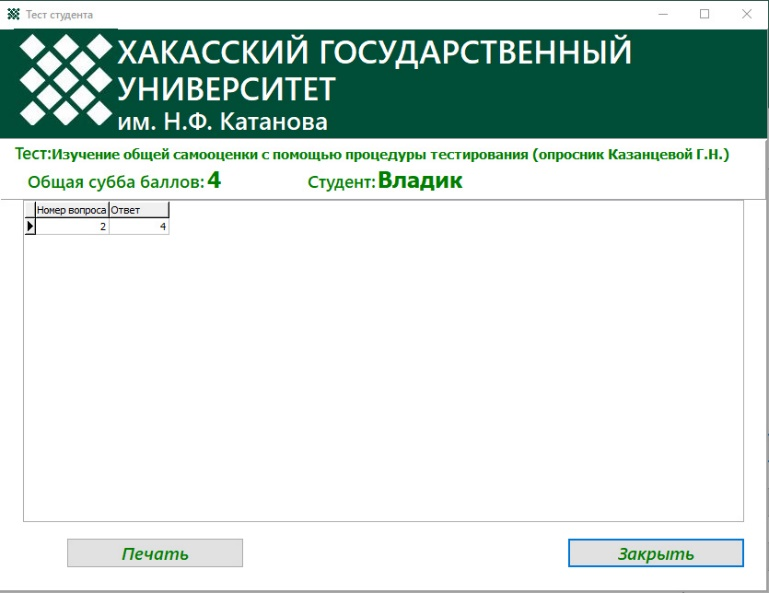 Тест студента
ХАКАССКИЙ ГОСУДАРСТВЕННЫЙ
УНИВЕРСИТЕТ
им. Н.Ф. Катанова
Тест:Изучение общей самооценки с помощью процедуры тестирования (опросник Казанцевой Г.Н.)
Общая субба баллов: 4 Студент: Владик
Номер вопроса Ответ
2 4
Печать Закрыть